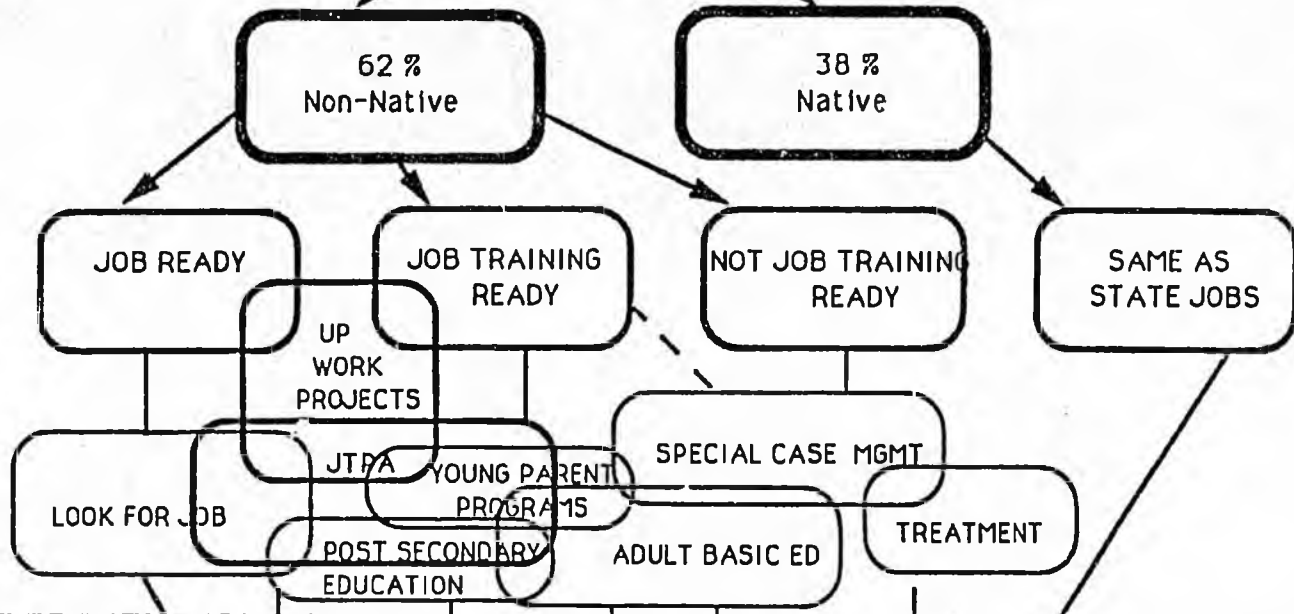 62 %
Non-Native
38 %
Native
JOB READY
JOB TRAINING
READY
NOT JOB TRAINING
READY
SAME AS
STATE JOBS
UP
WORK
PROJECTS
JTPA
YOUNG PARENT
PROGRAMS
SPECIAL CASE MGMT
LOOK FOR JOB
POST SECONDARY
EDUCATION
ADULT BASIC ED
TREATMENT